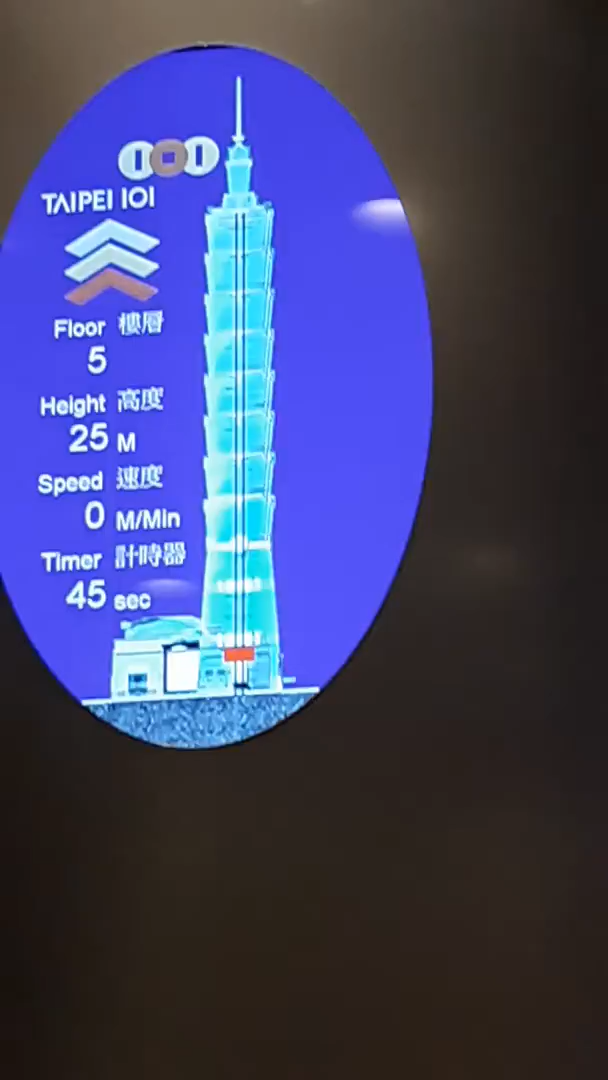 TAIPEI 101
Floor 樓層
5
Height 高度
25 M
Speed 速度
0 M/Min
Timer 計時器
45 sec